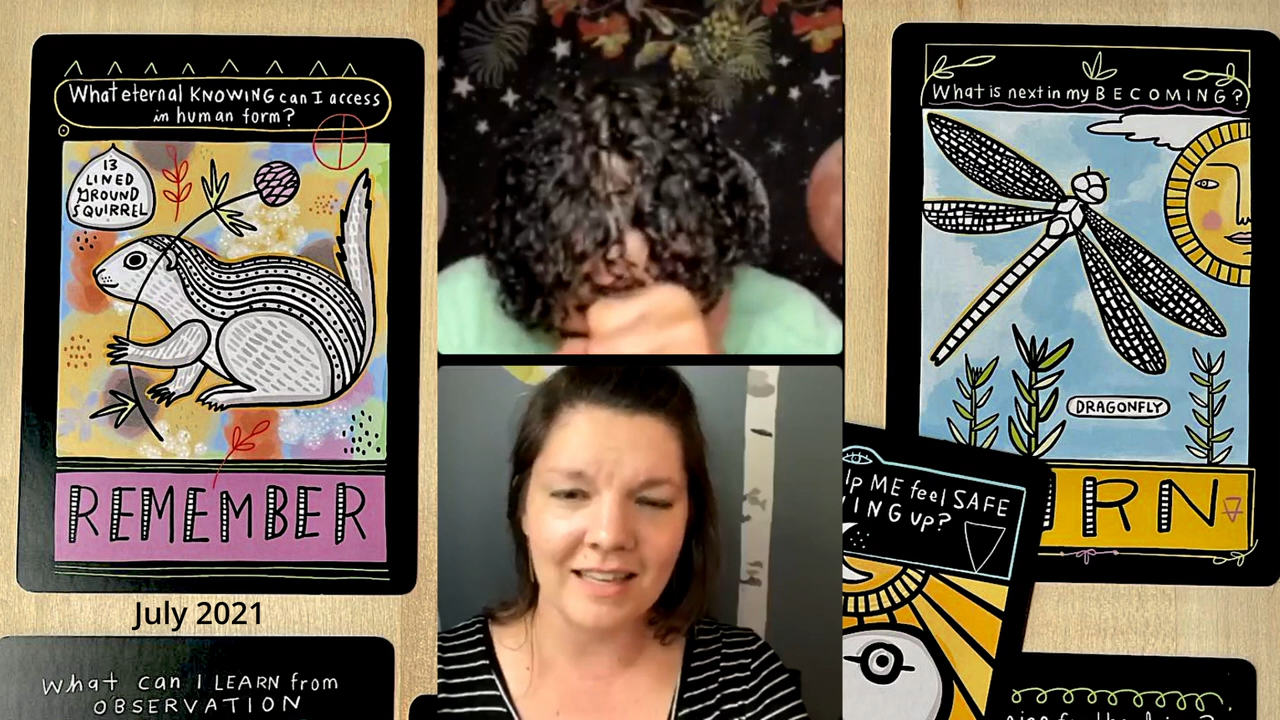 What eternal KNOWING can I access
in human form?
13
LINED
GROUND
SQUIRREL
REMEMBER
July 2021
What can I LEARN from
OBSERVATION
What is next in my BECOMING?
DRAGONFLY
RN
ME feel SAFE
UP?